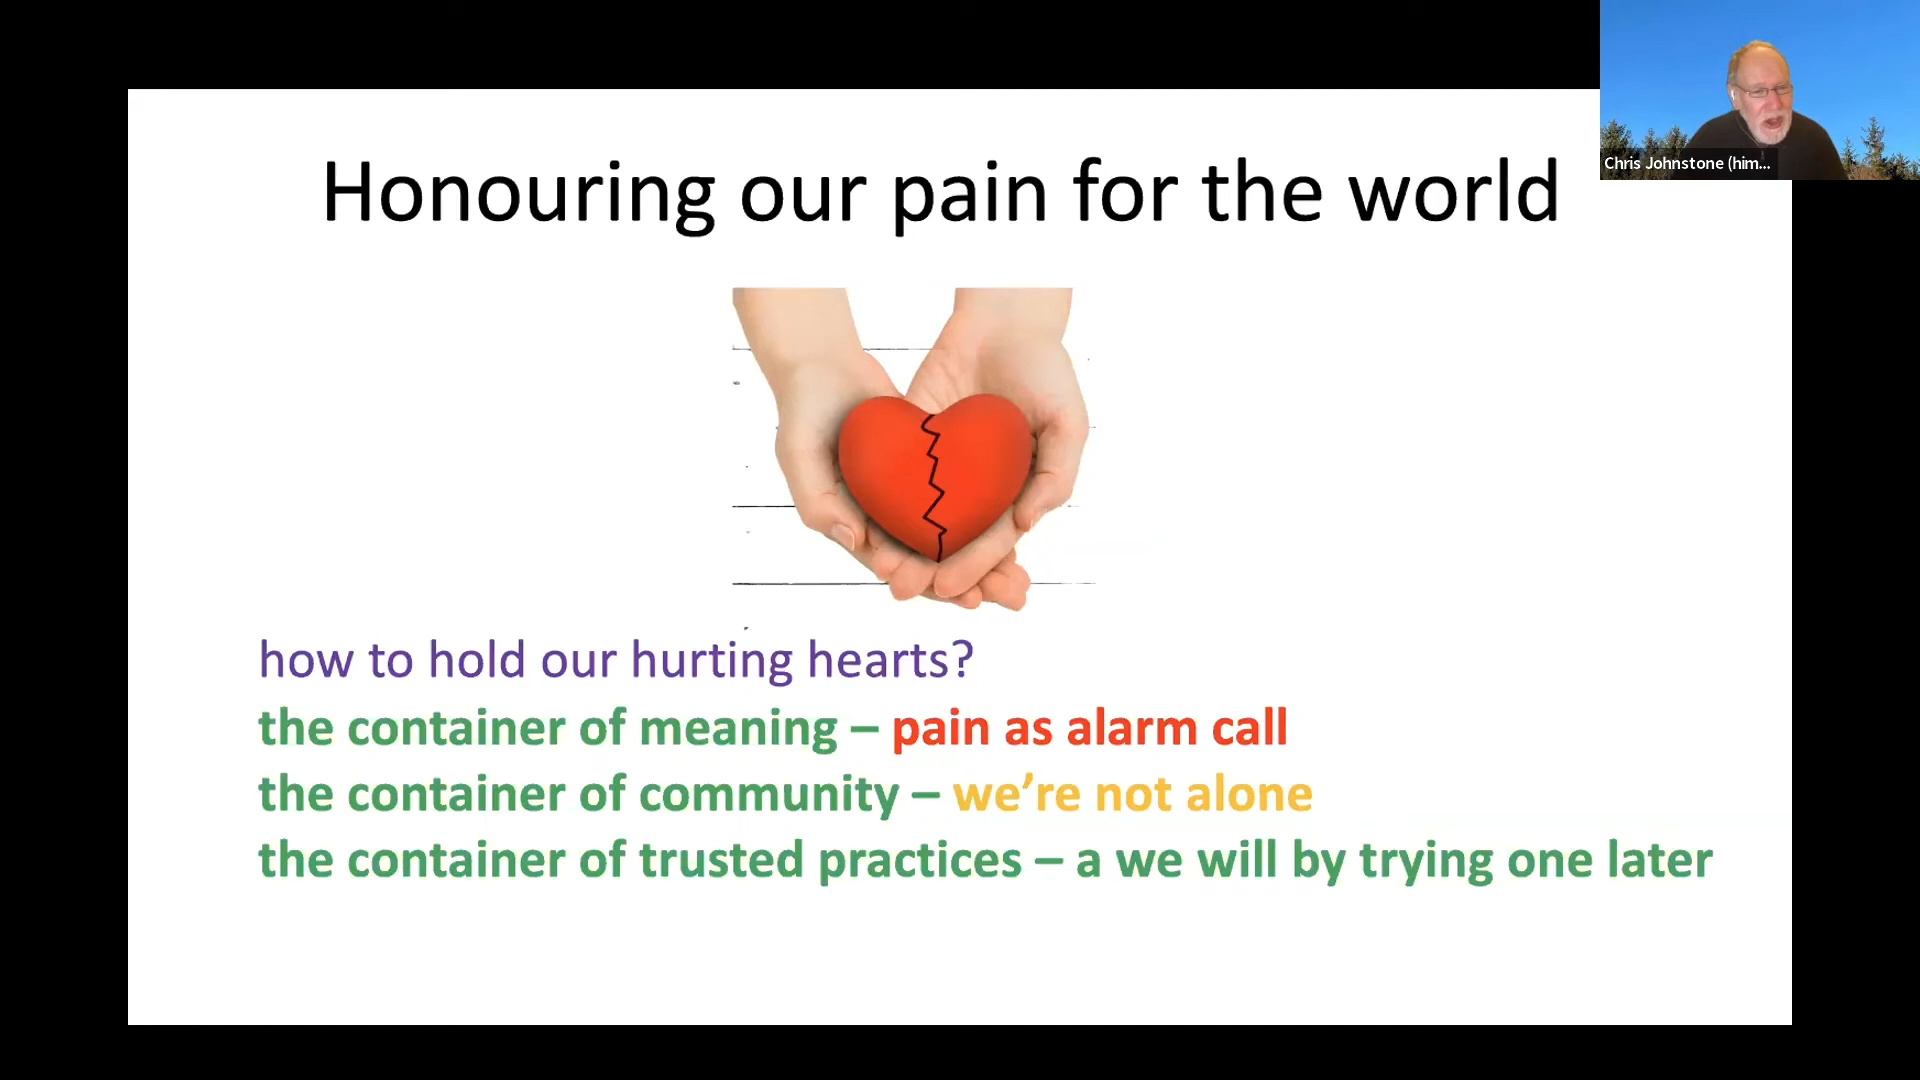 Honouring our pain for the world
Chris Johnstone (him...
how to hold our hurting hearts?
the container of meaning – pain as alarm call
the container of community – we’re not alone
the container of trusted practices – a we will by trying one later